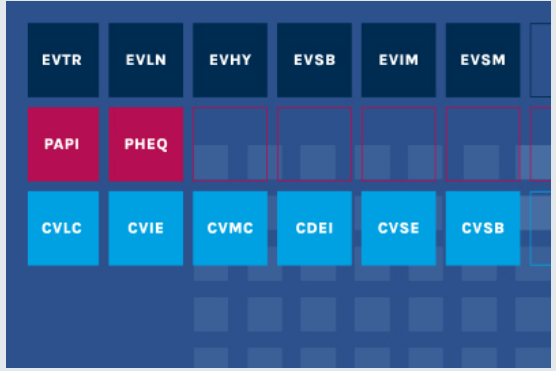 EVTR EVLN EVHY EVSB EVIM EVSM
PAPI PHEQ
CVLC CVIE CVMC CDEI CVSE CVSB